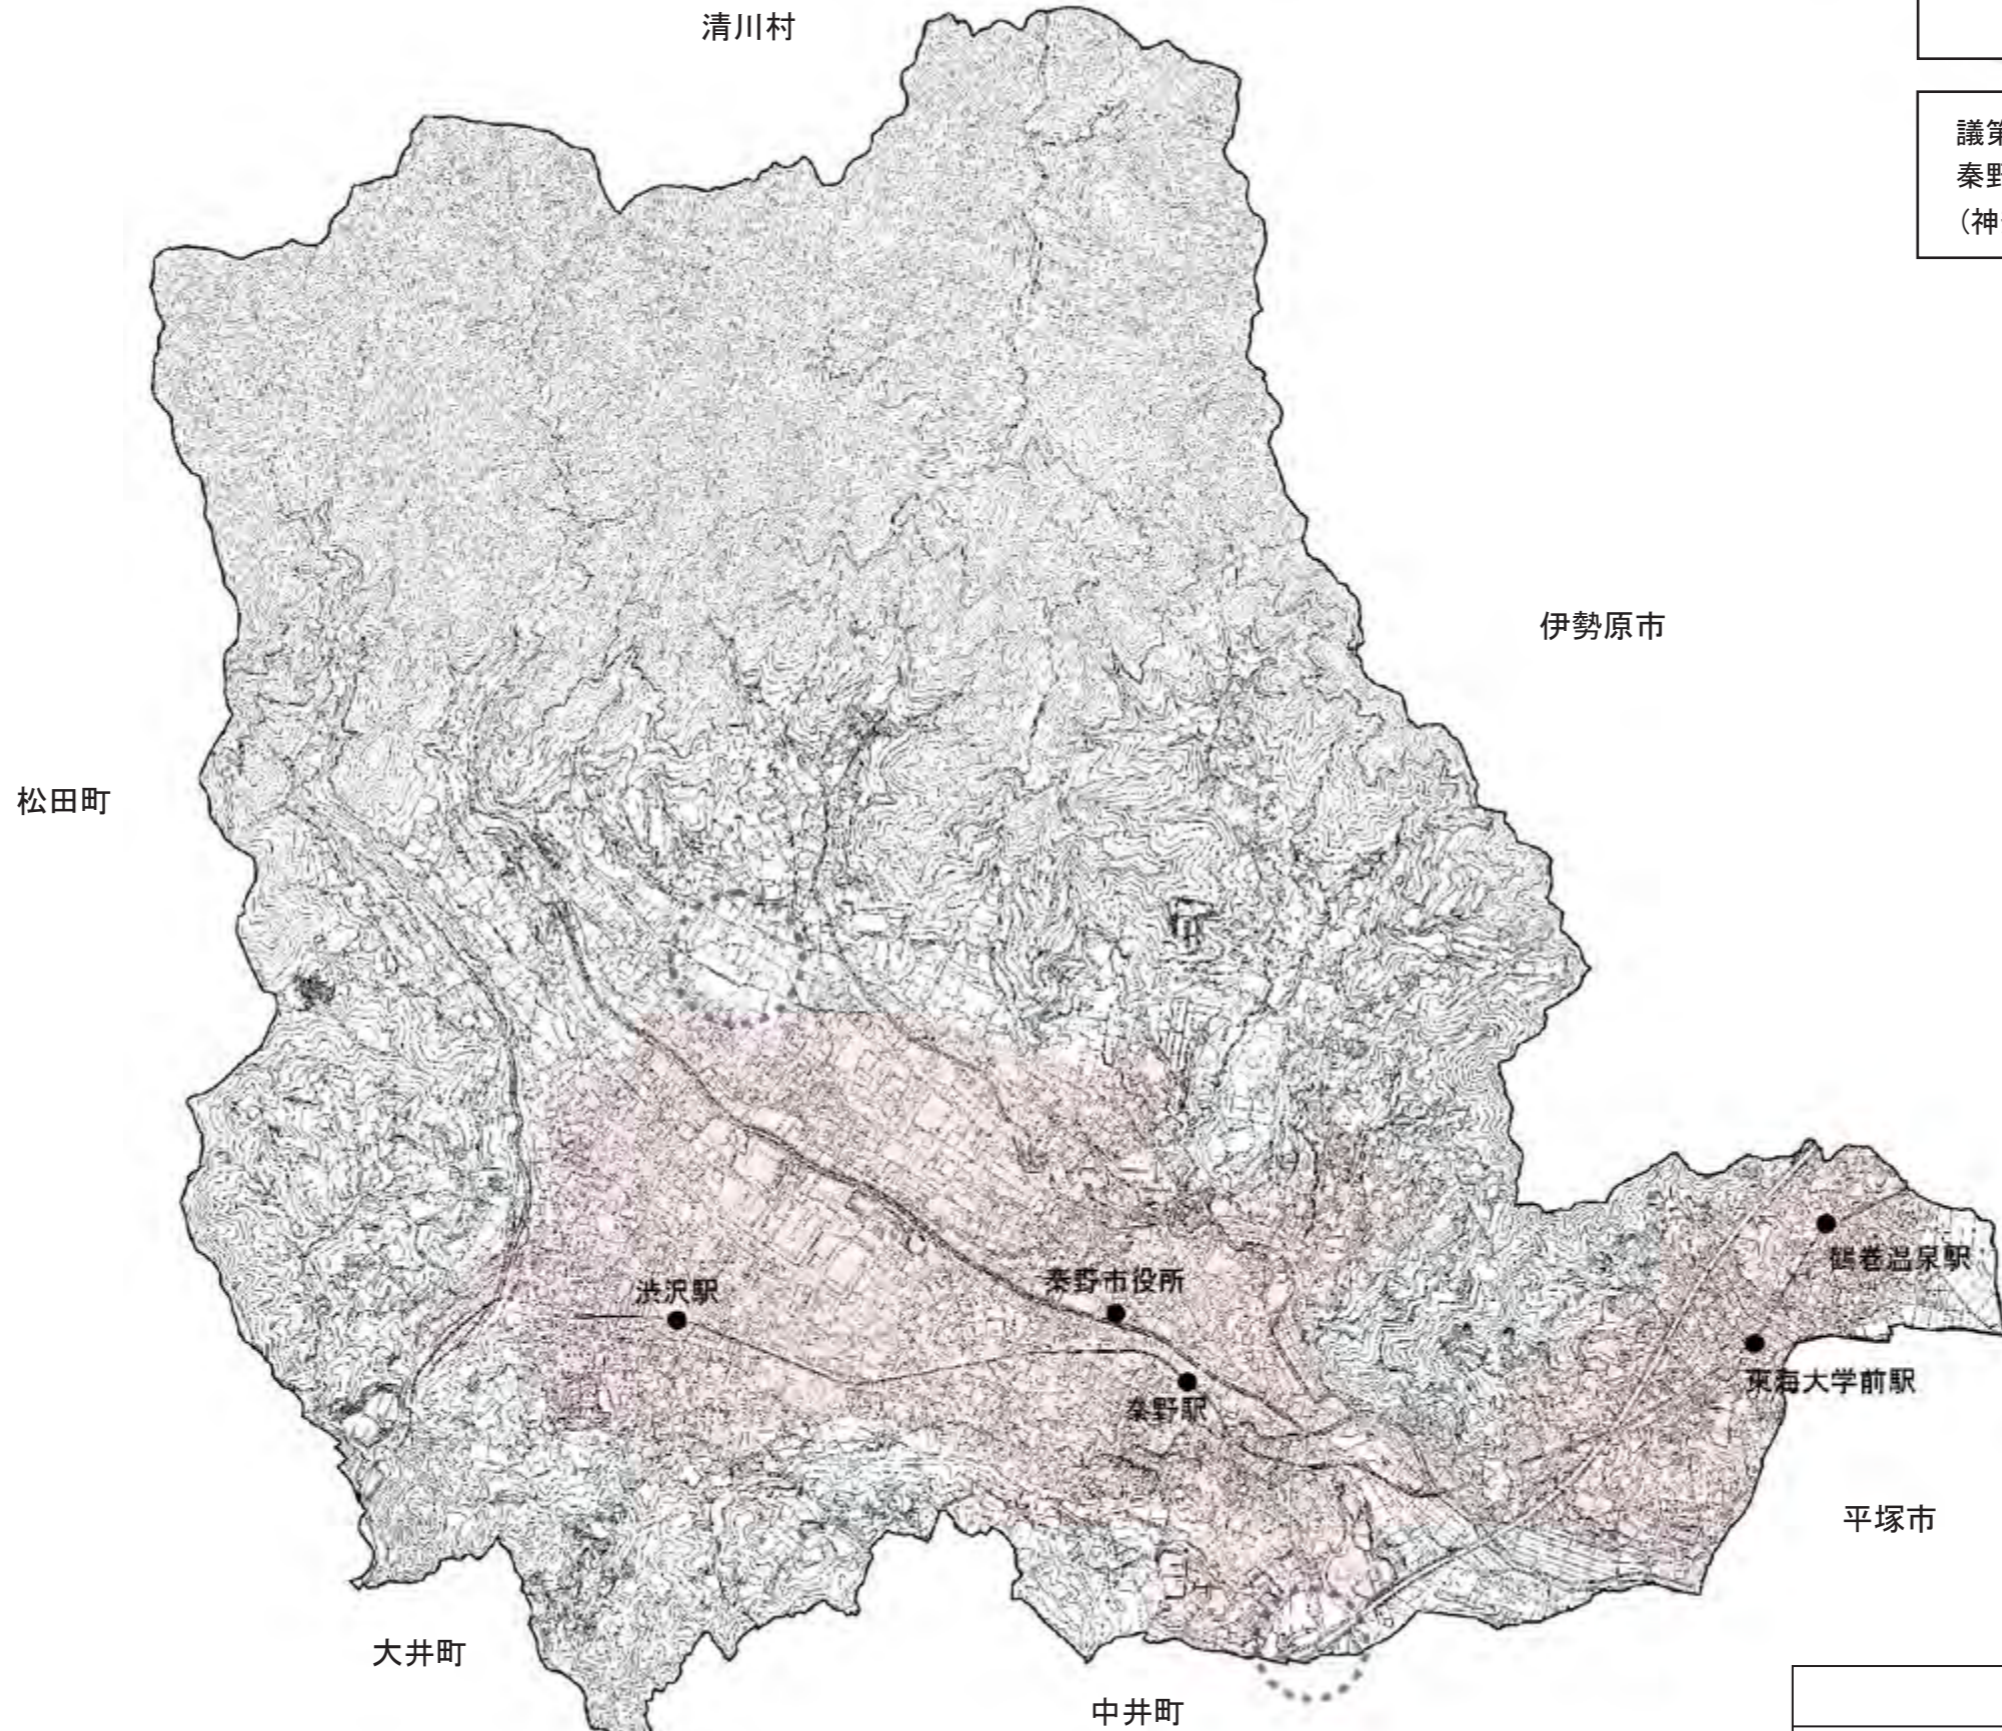 清川村
議第
秦野
(神
伊勢原市
松田町
鶴巻温泉駅
渋沢駅
秦野市役所
東海大学前駅
秦野駅
平塚市
大井町
中井町